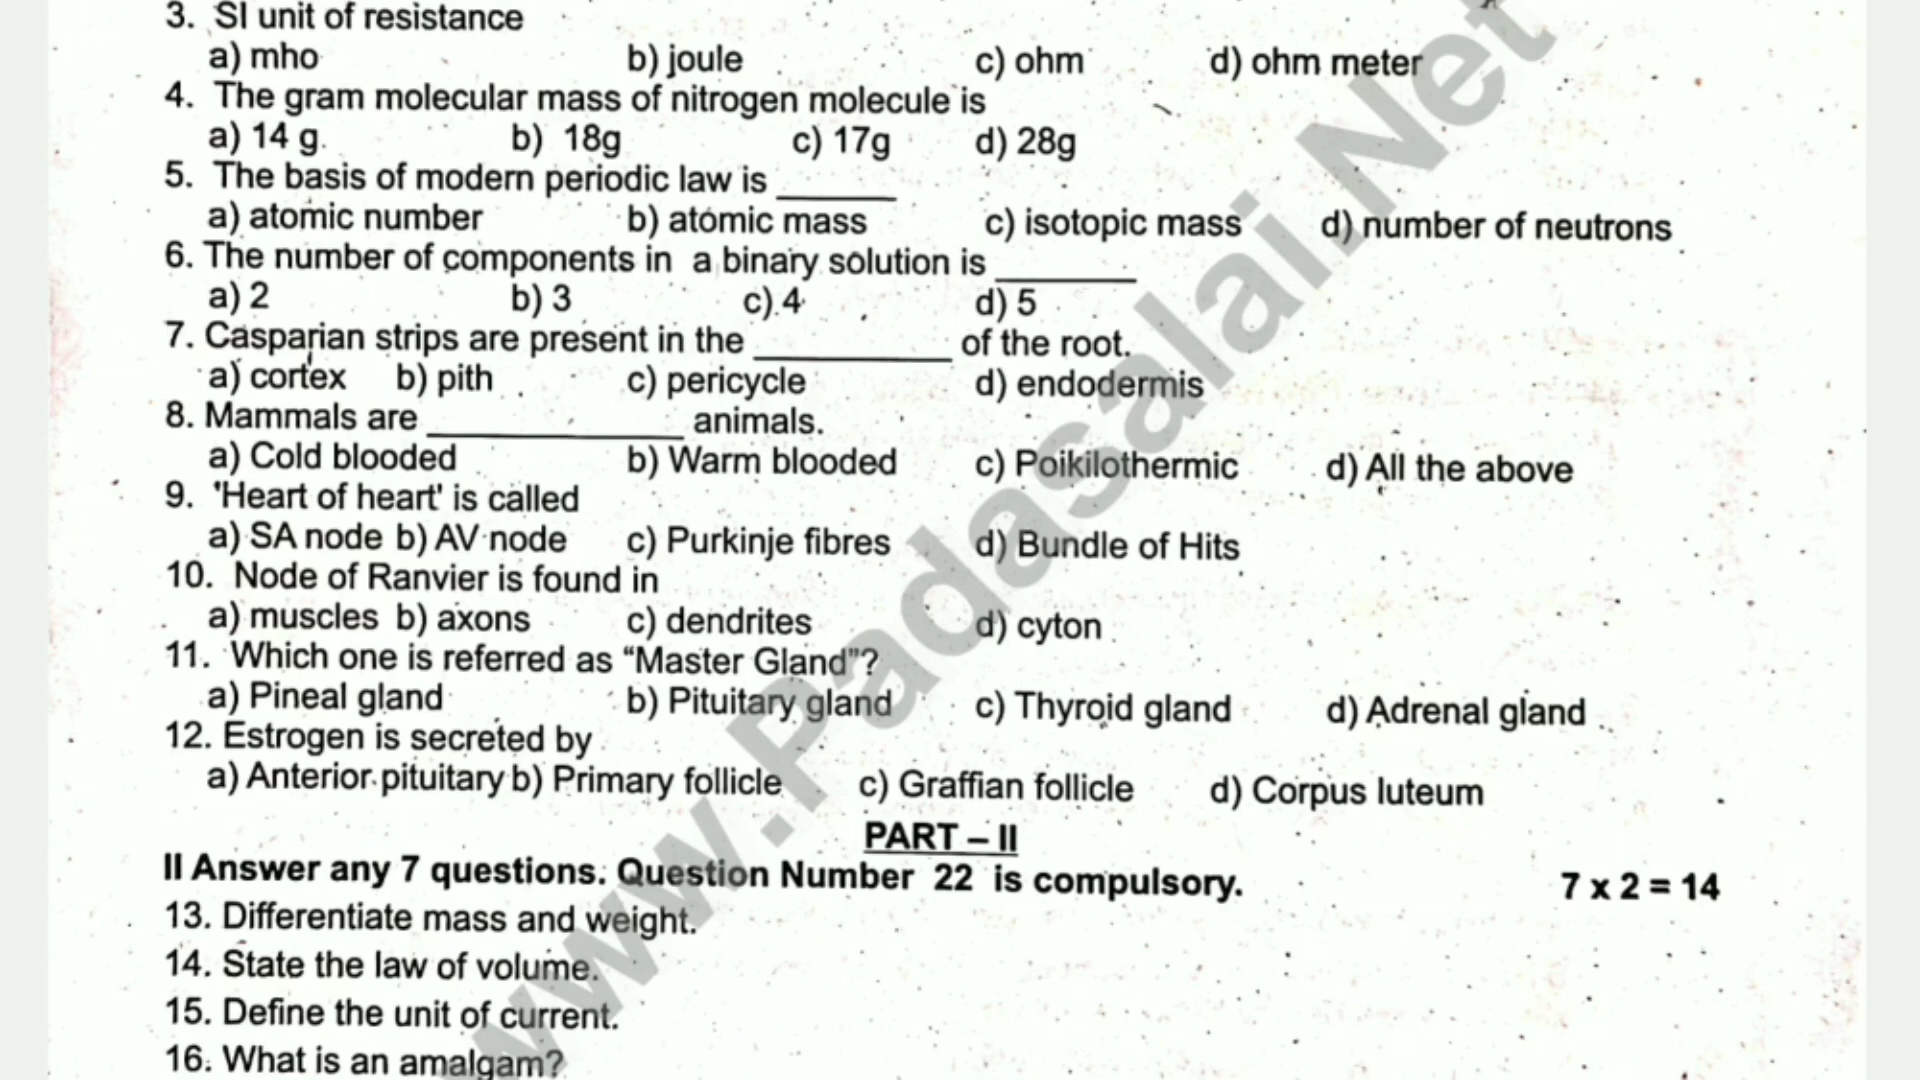 3. SI unit of resistance
a) mho b) joule c) ohm d) ohm meter
4. The gram molecular mass of nitrogen molecule is
a) 14 g. b) 18g c) 17g d) 28g
5. The basis of modern periodic law is ______
a) atomic number b) atomic mass c) isotopic mass d) number of neutrons
6. The number of components in a binary solution is ______
a) 2 b) 3 c) 4 d) 5
7. Casparian strips are present in the ______ of the root.
a) cortex b) pith c) pericycle d) endodermis
8. Mammals are ______ animals.
a) Cold blooded b) Warm blooded c) Poikilothermic d) All the above
9. 'Heart of heart' is called
a) SA node b) AV node c) Purkinje fibres d) Bundle of Hits
10. Node of Ranvier is found in
a) muscles b) axons c) dendrites d) cyton
11. Which one is referred as “Master Gland”?
a) Pineal gland b) Pituitary gland c) Thyroid gland d) Adrenal gland
12. Estrogen is secreted by
a) Anterior pituitary b) Primary follicle c) Graffian follicle d) Corpus luteum
PART – II
II Answer any 7 questions. Question Number 22 is compulsory. 7 x 2 = 14
13. Differentiate mass and weight.
14. State the law of volume.
15. Define the unit of current.
16. What is an amalgam?
www.Padasalai.Net